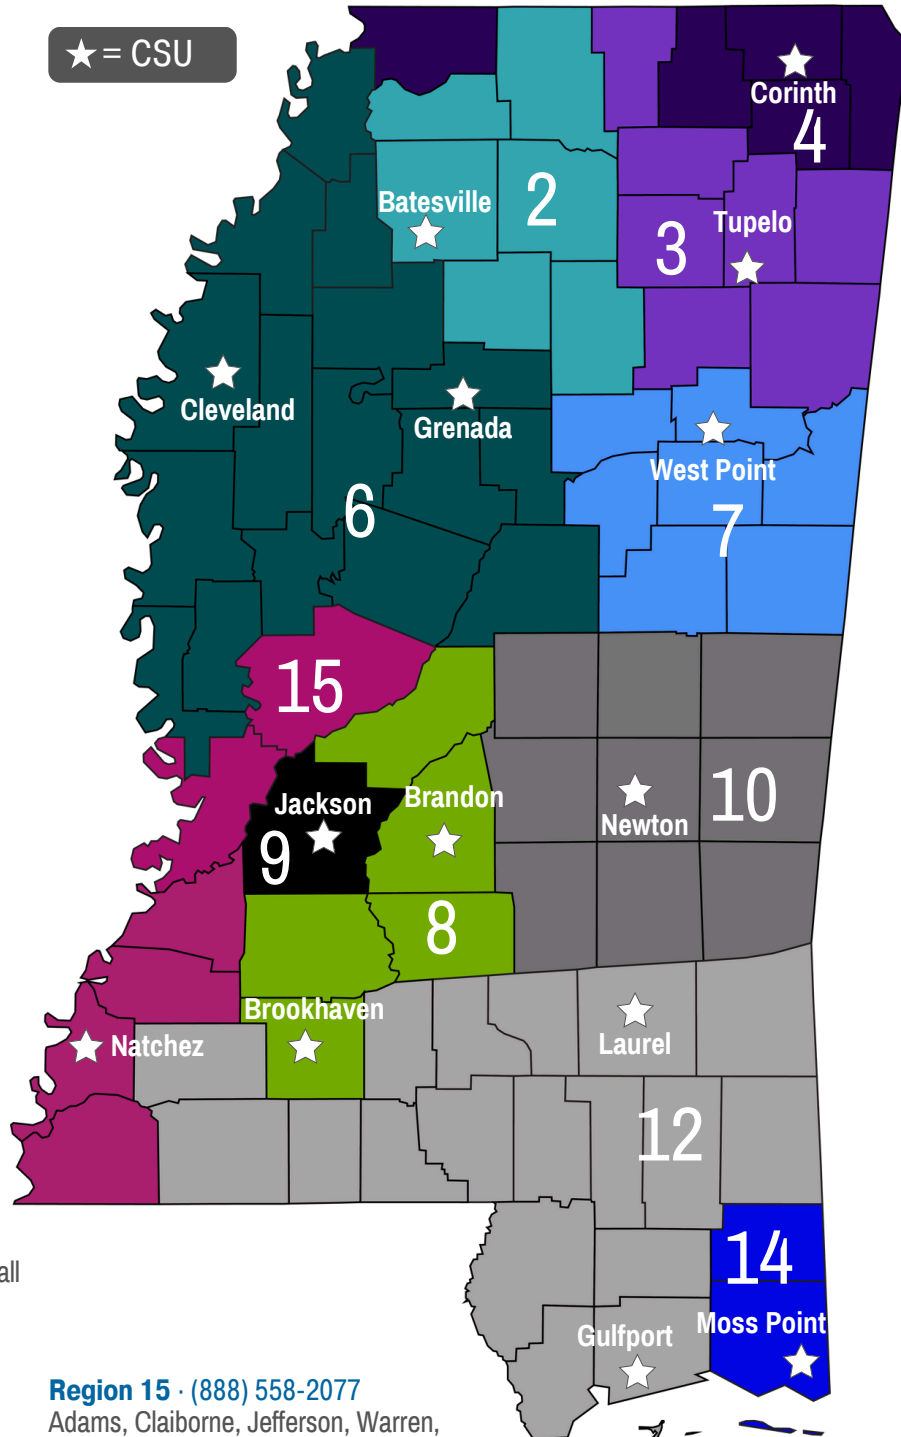 ★ = CSU
Corinth
4
Batesville
2
Tupelo
3
Cleveland
Grenada
West Point
6
7
15
Jackson
Brandon
10
Newton
9
8
Brookhaven
Natchez
Laurel
12
14
all
Moss Point
Gulfport
Region 15 · (888) 558-2077
Adams, Claiborne, Jefferson, Warren,